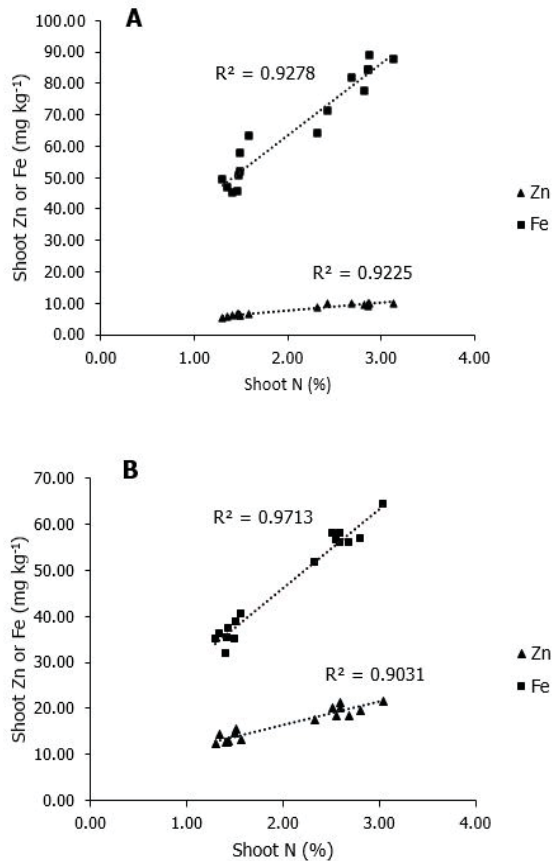 A
100.00
90.00
80.00
70.00
60.00
50.00
40.00
30.00
20.00
10.00
0.00
Shoot Zn or Fe (mg kg⁻¹)
R² = 0.9278
R² = 0.9225
Zn
Fe
0.00 1.00 2.00 3.00 4.00
Shoot N (%)
B
70.00
60.00
50.00
40.00
30.00
20.00
10.00
0.00
Shoot Zn or Fe (mg kg⁻¹)
R² = 0.9713
R² = 0.9031
Zn
Fe
0.00 1.00 2.00 3.00 4.00
Shoot N (%)